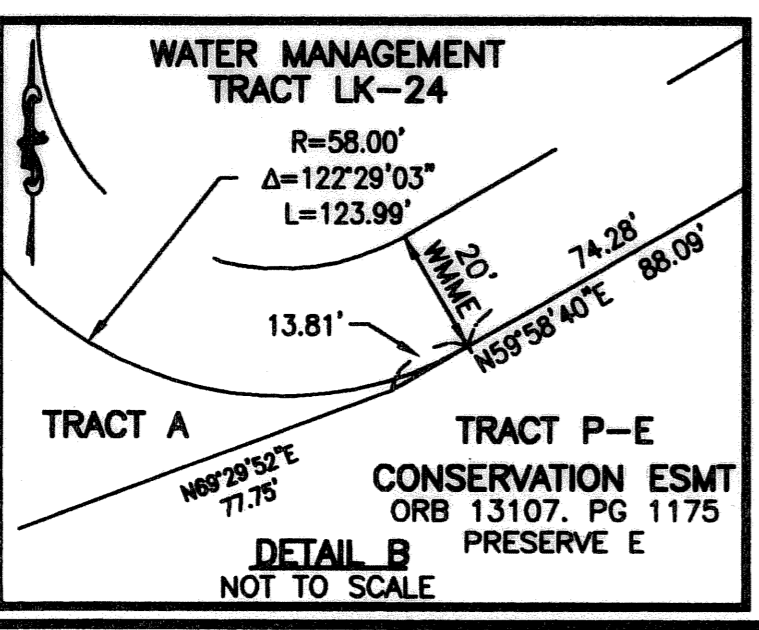 WATER MANAGEMENT
TRACT LK-24
R=58.00'
Δ=122°29'03"
L=123.99'
20'
WMME
74.28'
88.09'
N59°58'40"E
13.81'
TRACT A
N69°29'52"E
77.75'
TRACT P-E
CONSERVATION ESMT
ORB 13107. PG 1175
PRESERVE E
DETAIL B
NOT TO SCALE